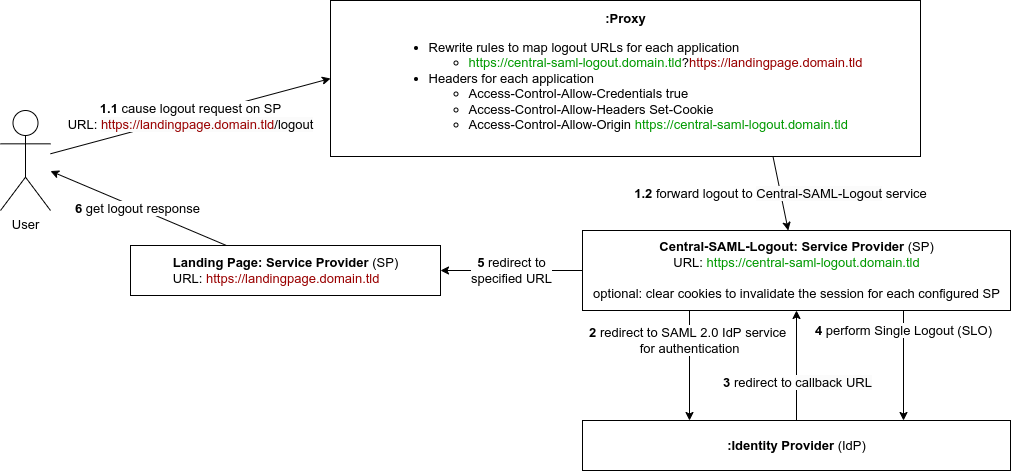 :Proxy
Rewrite rules to map logout URLs for each application
https://central-saml-logout.domain.tld?https://landingpage.domain.tld
Headers for each application
Access-Control-Allow-Credentials true
Access-Control-Allow-Headers Set-Cookie
Access-Control-Allow-Origin https://central-saml-logout.domain.tld
1.1 cause logout request on SP
URL: https://landingpage.domain.tld/logout
User
1.2 forward logout to Central-SAML-Logout service
6 get logout response
Landing Page: Service Provider (SP)
URL: https://landingpage.domain.tld
5 redirect to
specified URL
Central-SAML-Logout: Service Provider (SP)
URL: https://central-saml-logout.domain.tld
optional: clear cookies to invalidate the session for each configured SP
2 redirect to SAML 2.0 IdP service
for authentication
4 perform Single Logout (SLO)
3 redirect to callback URL
:Identity Provider (IdP)